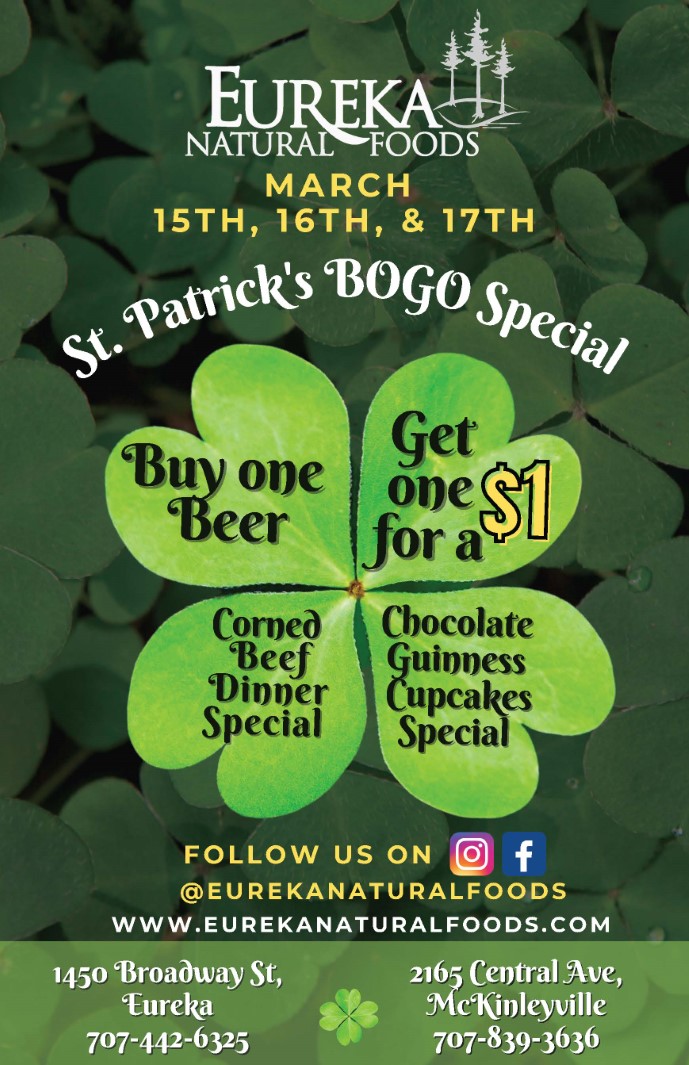 EUREKA
NATURAL FOODS
MARCH
15TH, 16TH, & 17TH
St. Patrick's BOGO Special
Buy one
Beer
Get
one
for a $1
Corned
Beef
Dinner
Special
Chocolate
Guinness
Cupcakes
Special
FOLLOW US ON
@EUREKANATURALFOODS
WWW.EUREKANATURALFOODS.COM
1450 Broadway St,
Eureka
707-442-6325
2165 Central Ave,
McKinleyville
707-839-3636